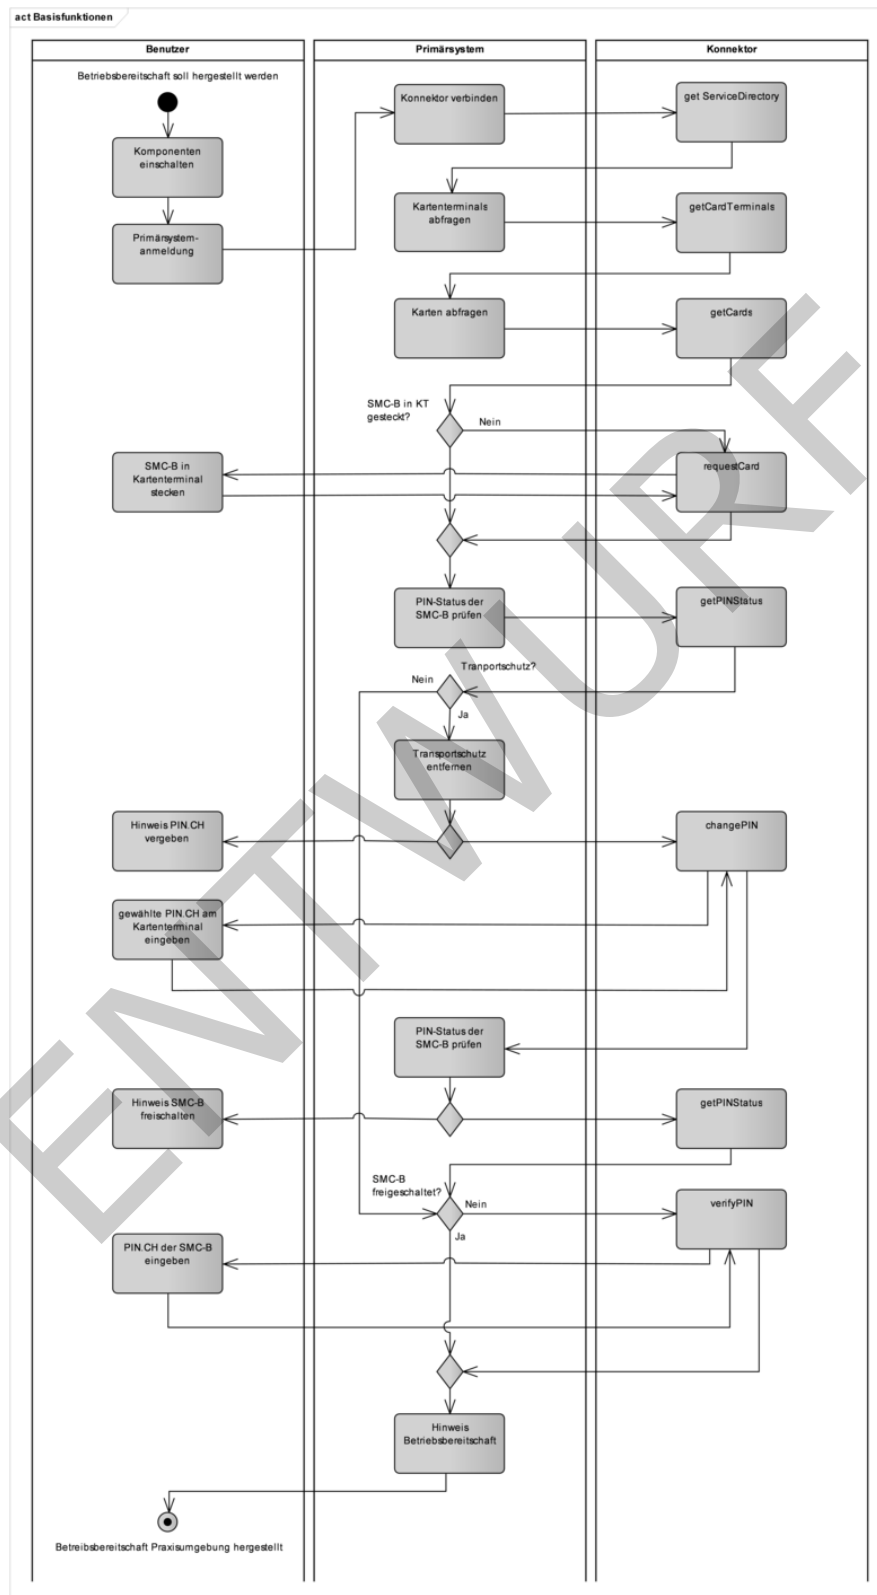 act Basisfunktionen
Benutzer
Primärsystem
Konnektor
Betriebsbereitschaft soll hergestellt werden
Konnektor verbinden
get ServiceDirectory
Komponenten
einschalten
Kartenterminals
abfragen
getCardTerminals
Primärsystem-
anmeldung
Karten abfragen
getCards
SMC-B in KT
gesteckt?
Nein
SMC-B in
Kartenterminal
stecken
requestCard
PIN-Status der
SMC-B prüfen
getPINStatus
Tranportschutz?
Nein
Ja
Transportschutz
entfernen
Hinweis PIN.CH
vergeben
changePIN
gewählte PIN.CH am
Kartenterminal
eingeben
PIN-Status der
SMC-B prüfen
Hinweis SMC-B
freischalten
getPINStatus
SMC-B
freigeschaltet?
Nein
verifyPIN
Ja
PIN.CH der SMC-B
eingeben
Hinweis
Betriebsbereitschaft
Betreibsbereitschaft Praxisumgebung hergestellt
ENTWURF